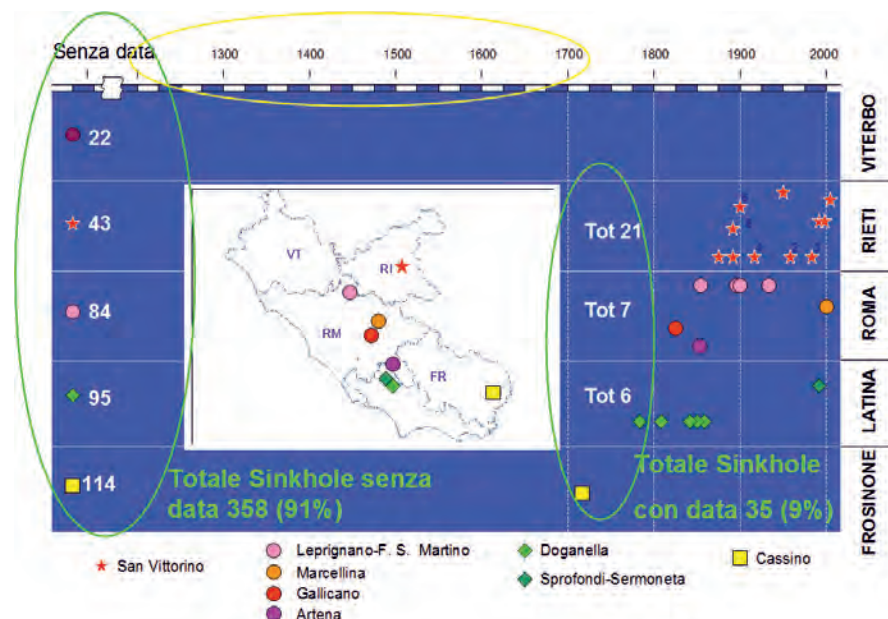 Senza data
1300 1400 1500 1600 1700 1800 1900 2000
22
VITERBO
43
Tot 21
RIETI
84
Tot 7
ROMA
95
Tot 6
LATINA
114
FROSINONE
VT
RI
RM
FR
Totale Sinkhole senza
data 358 (91%)
Totale Sinkhole
con data 35 (9%)
San Vittorino
Leprignano-F. S. Martino
Marcellina
Gallicano
Artena
Doganella
Sprofondi-Sermoneta
Cassino